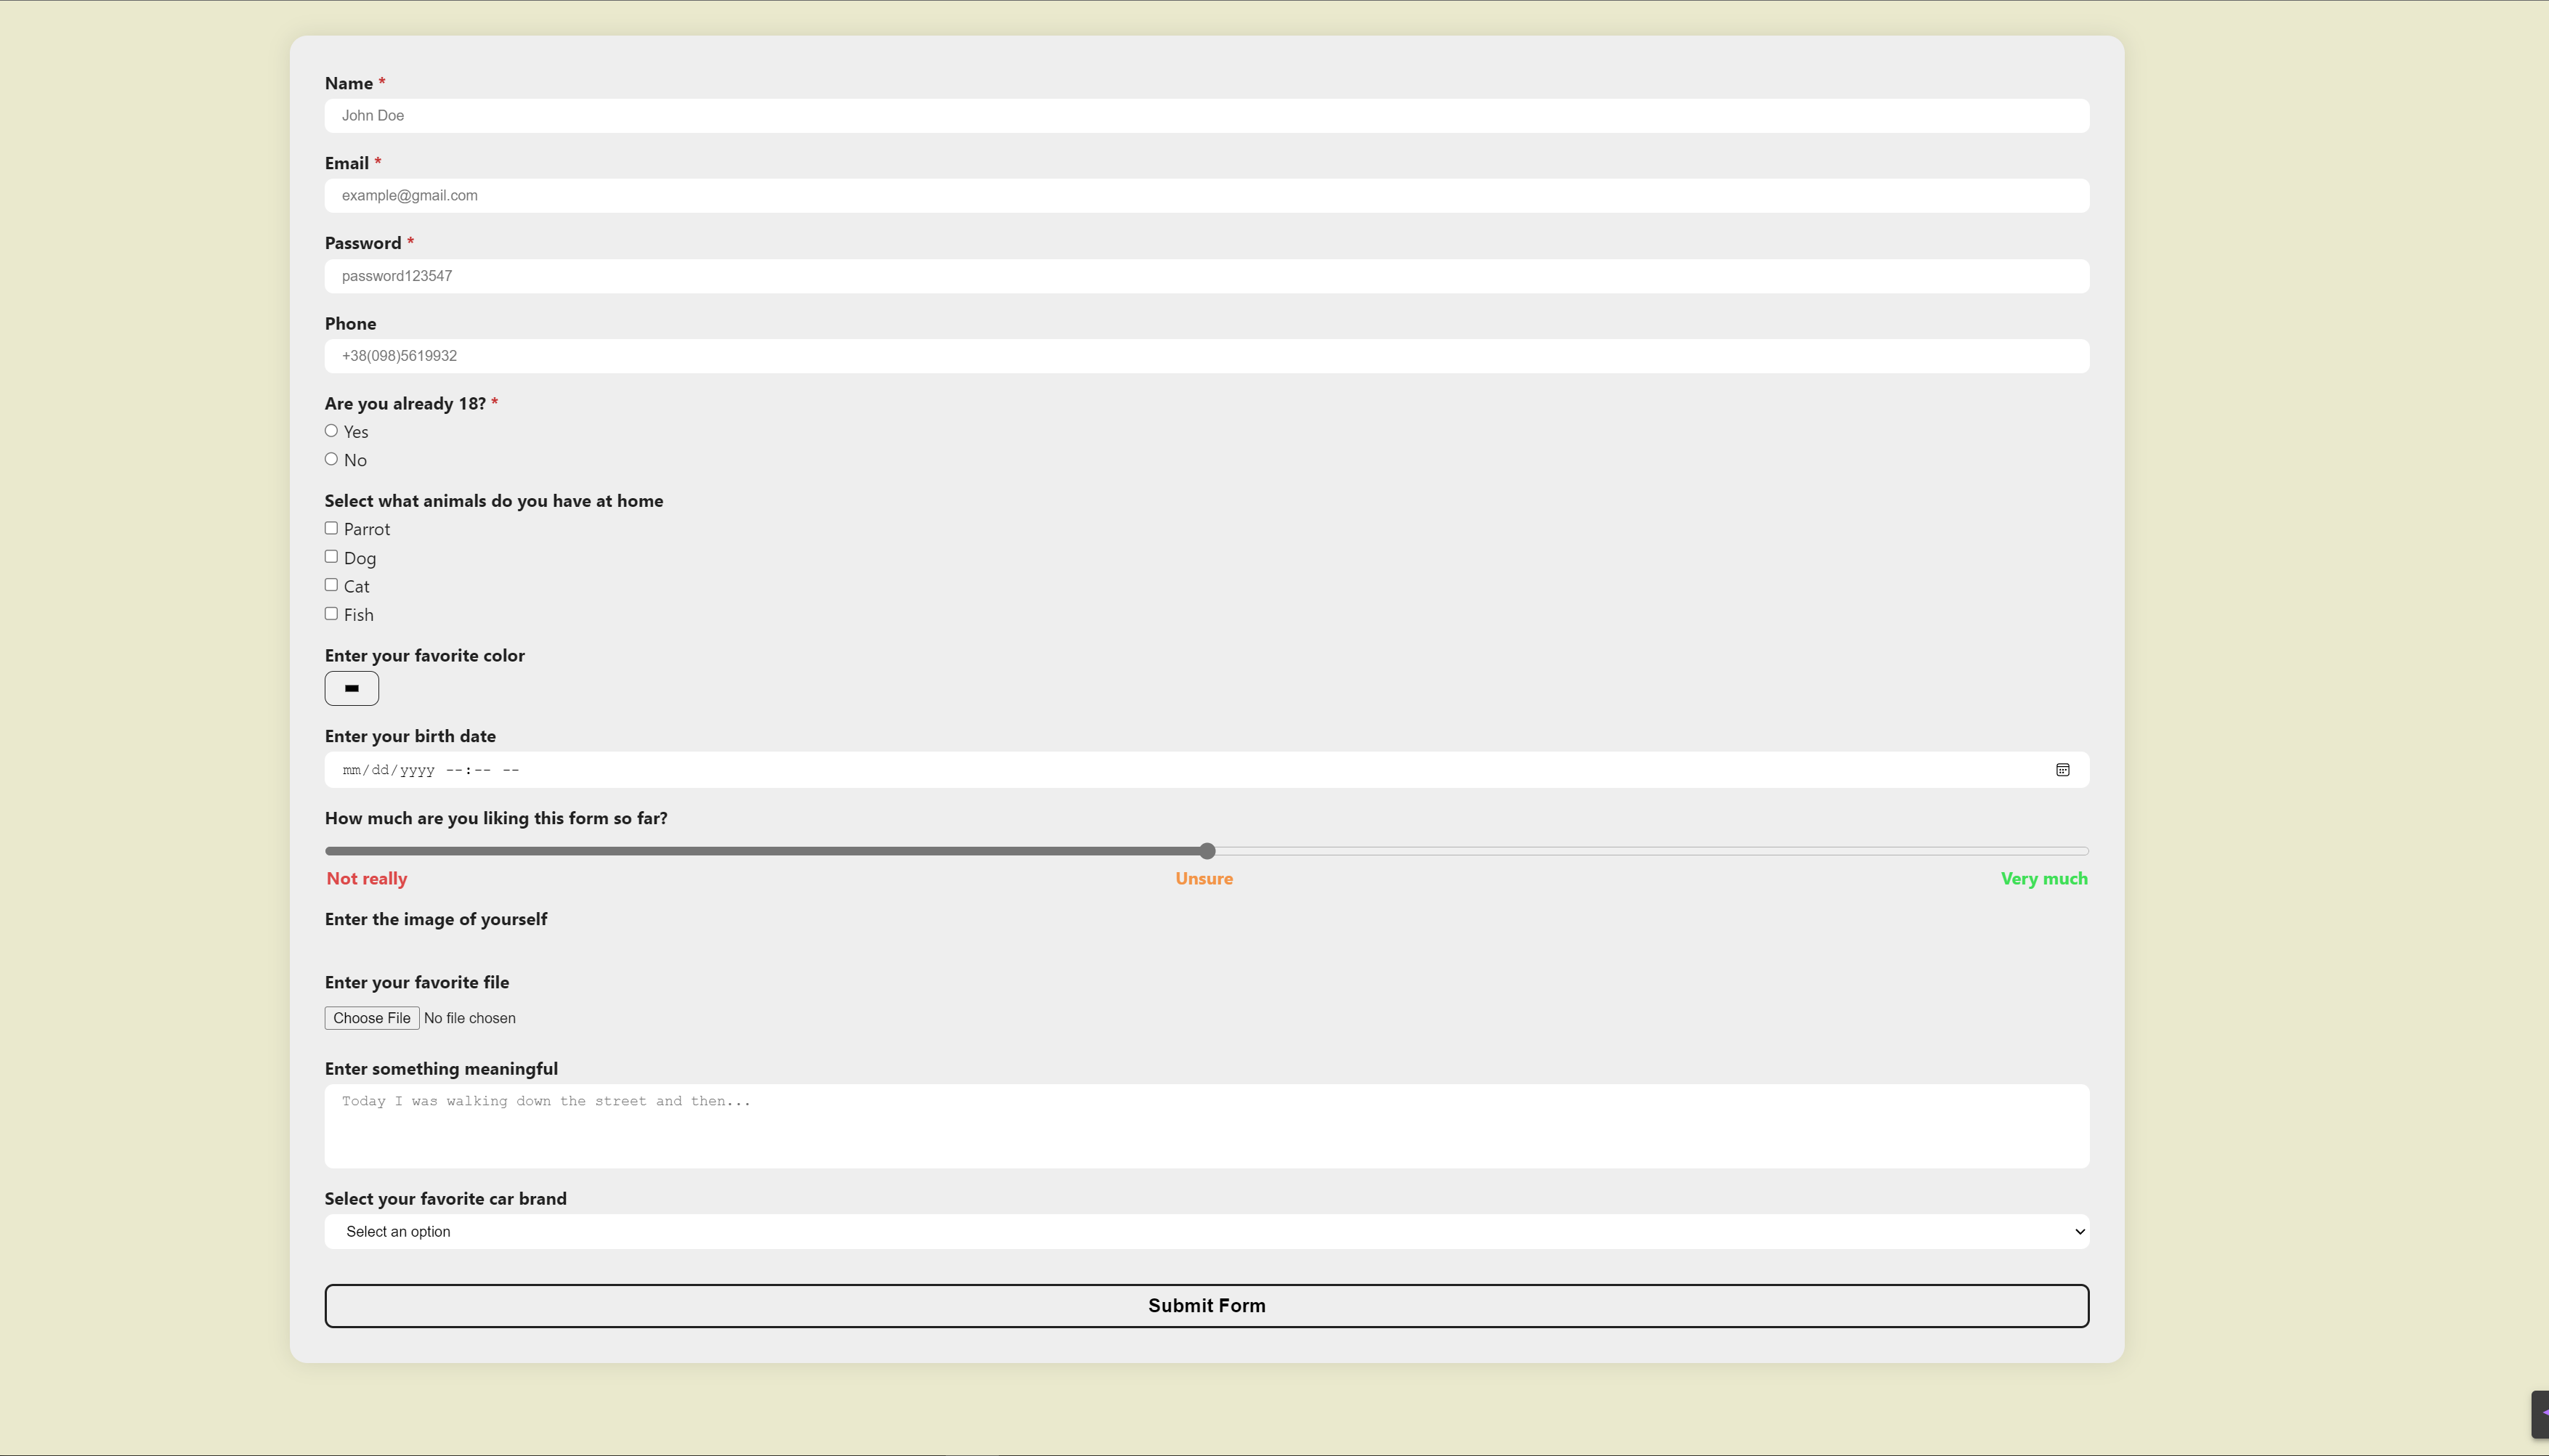 Name *
John Doe
Email *
example@gmail.com
Password *
password123547
Phone
+38(098)5619932
Are you already 18? *
Yes
No
Select what animals do you have at home
Parrot
Dog
Cat
Fish
Enter your favorite color
Enter your birth date
mm/dd/yyyy --:-- --
How much are you liking this form so far?
Not really Unsure Very much
Enter the image of yourself
Enter your favorite file
Choose File No file chosen
Enter something meaningful
Today I was walking down the street and then...
Select your favorite car brand
Select an option
Submit Form